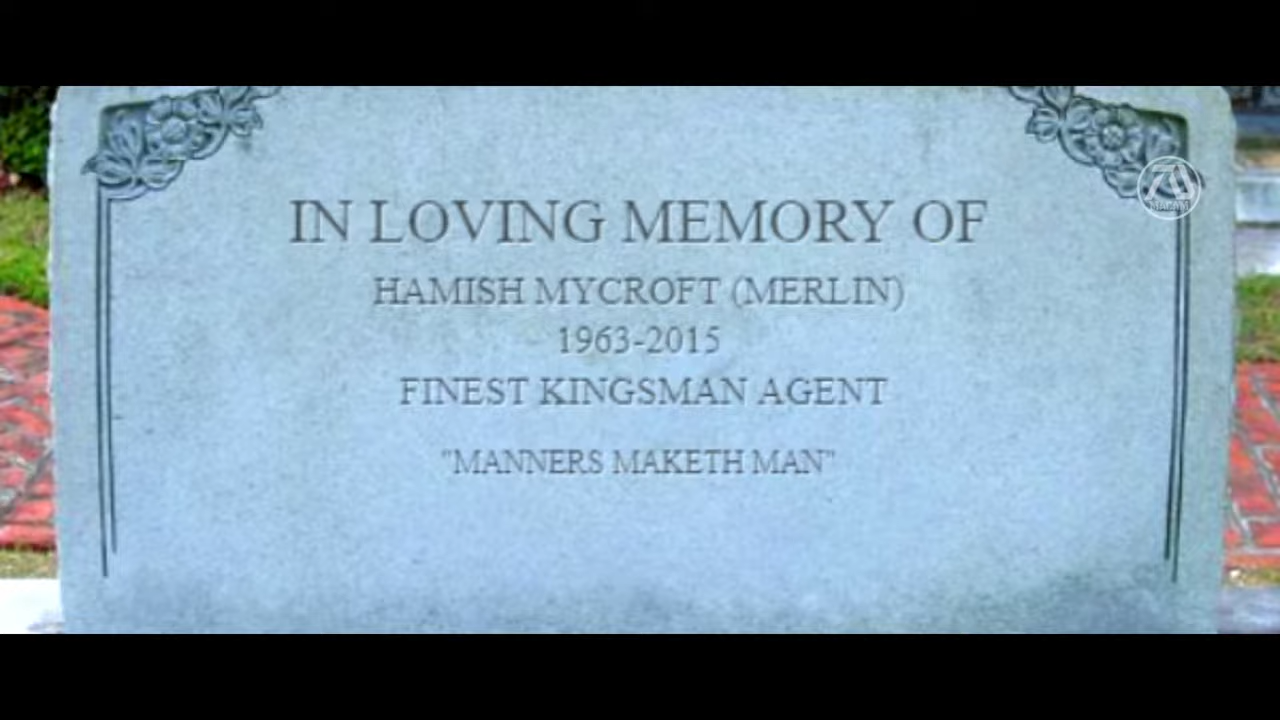 IN LOVING MEMORY OF
HAMISH MYCROFT (MERLIN)
1963-2015
FINEST KINGSMAN AGENT
"MANNERS MAKETH MAN"